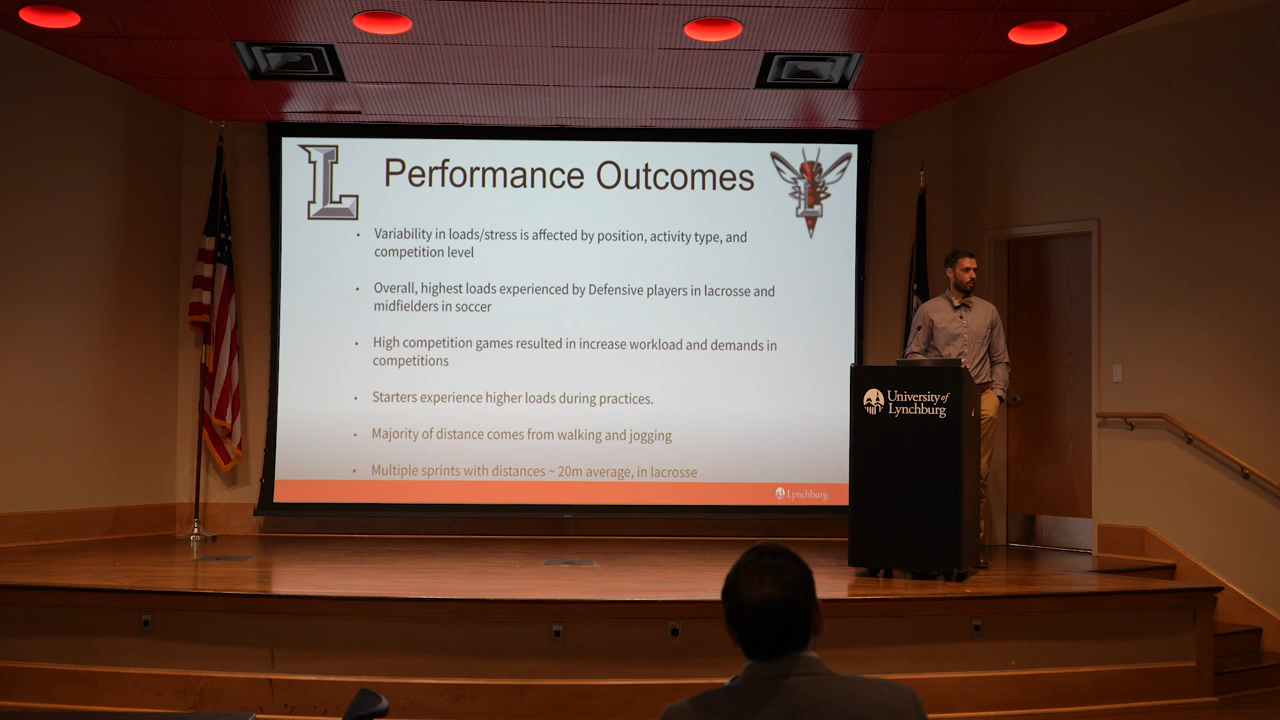 L
Performance Outcomes
L
• Variability in loads/stress is affected by position, activity type, and
competition level
• Overall, highest loads experienced by Defensive players in lacrosse and
midfielders in soccer
• High competition games resulted in increase workload and demands in
competitions
• Starters experience higher loads during practices.
• Majority of distance comes from walking and jogging
• Multiple sprints with distances ~ 20m average, in lacrosse
Lynchburg
University of
Lynchburg